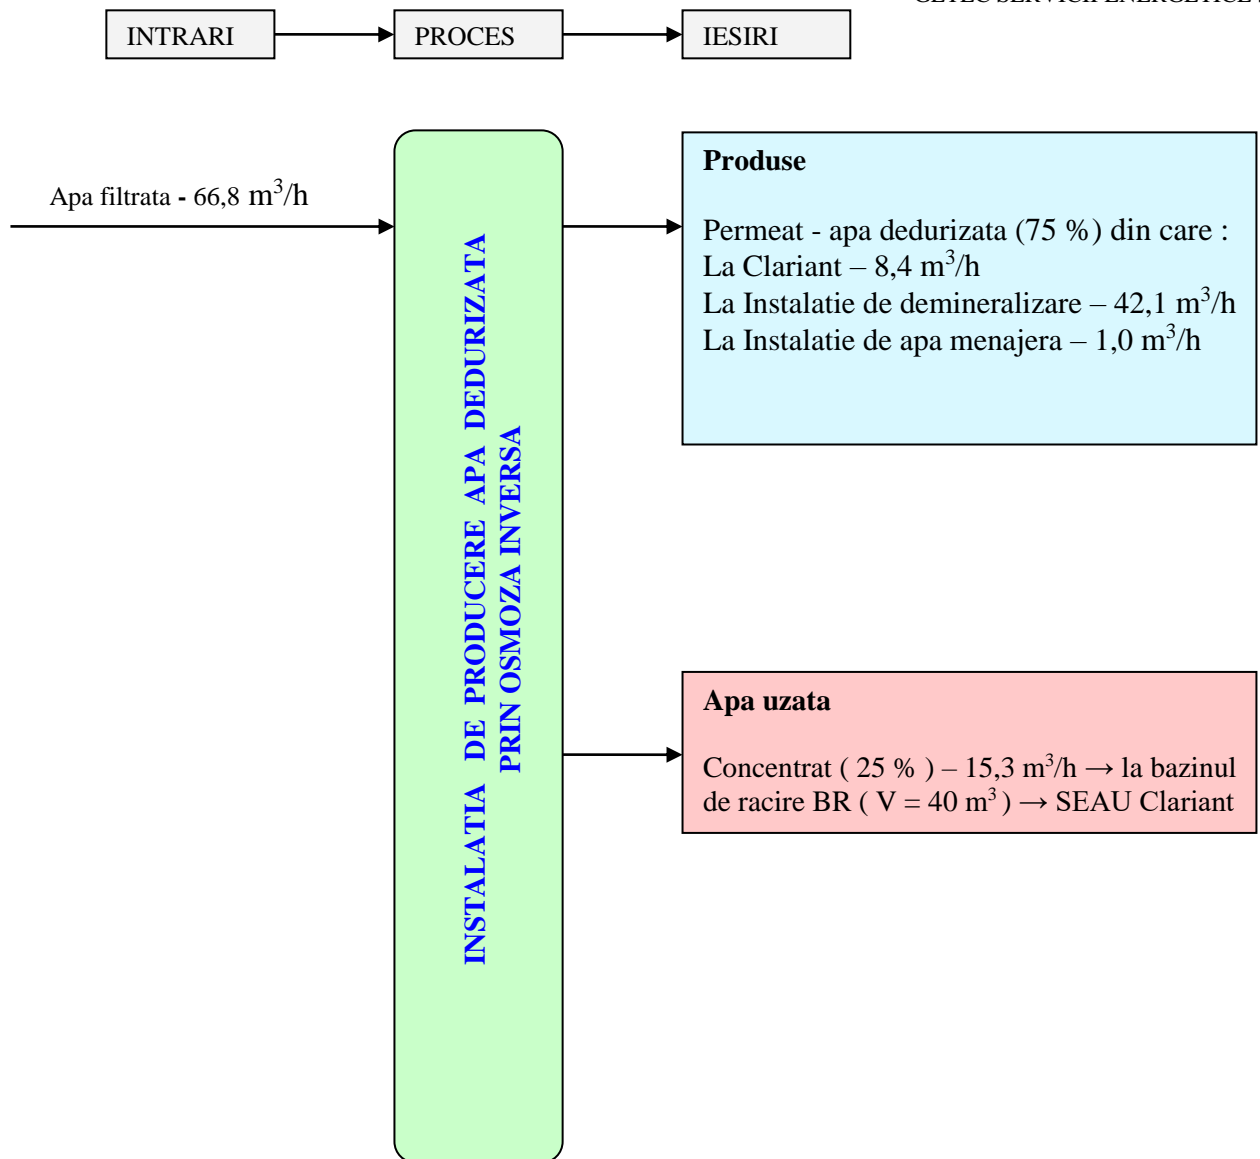 INTRARI
PROCES
IESIRI
Apa filtrata - 66,8 m³/h
INSTALATIA DE PRODUCERE APA DEDURIZATA
PRIN OSMOZA INVERSA
Produse
Permeat - apa dedurizata (75 %) din care :
La Clariant – 8,4 m³/h
La Instalatie de demineralizare – 42,1 m³/h
La Instalatie de apa menajera – 1,0 m³/h
Apa uzata
Concentrat ( 25 % ) – 15,3 m³/h → la bazinul
de racire BR ( V = 40 m³ ) → SEAU Clariant